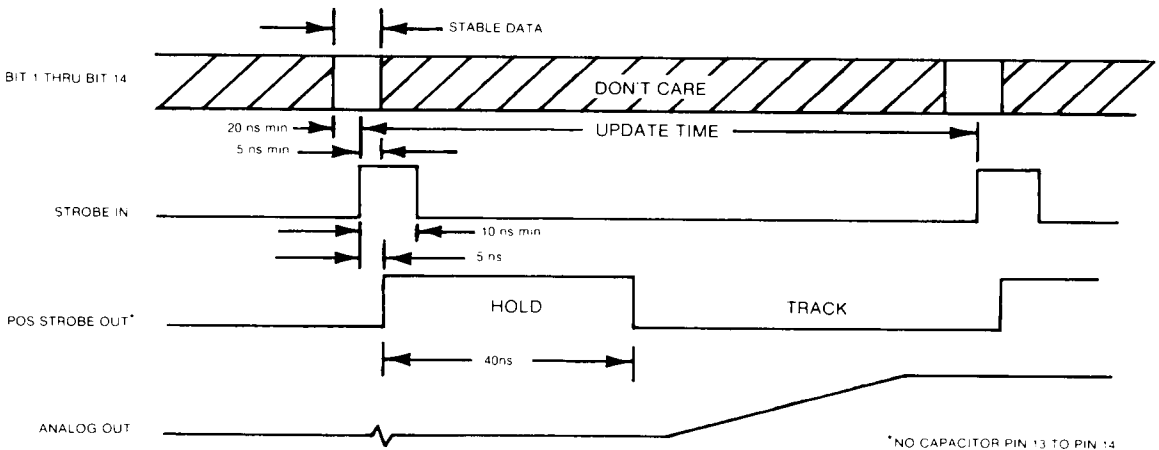 STABLE DATA
BIT 1 THRU BIT 14
DON'T CARE
20 ns min
UPDATE TIME
5 ns min
STROBE IN
10 ns min
5 ns
HOLD
TRACK
POS STROBE OUT*
40ns
ANALOG OUT
*NO CAPACITOR PIN 13 TO PIN 14